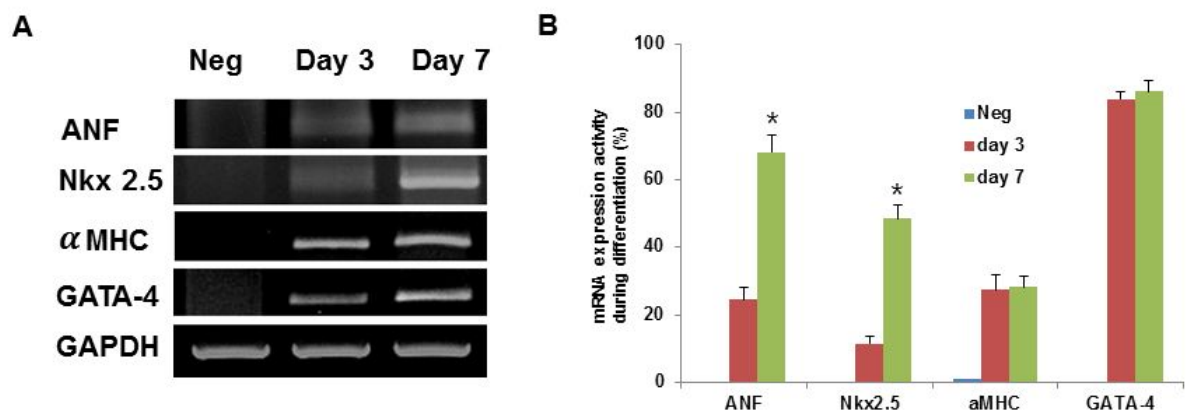 A
Neg Day 3 Day 7
ANF
Nkx 2.5
α MHC
GATA-4
GAPDH
B
mRNA expression activity
during differentiation (%)
100
80
60
40
20
0
* *
Neg
day 3
day 7
ANF Nkx2.5 aMHC GATA-4